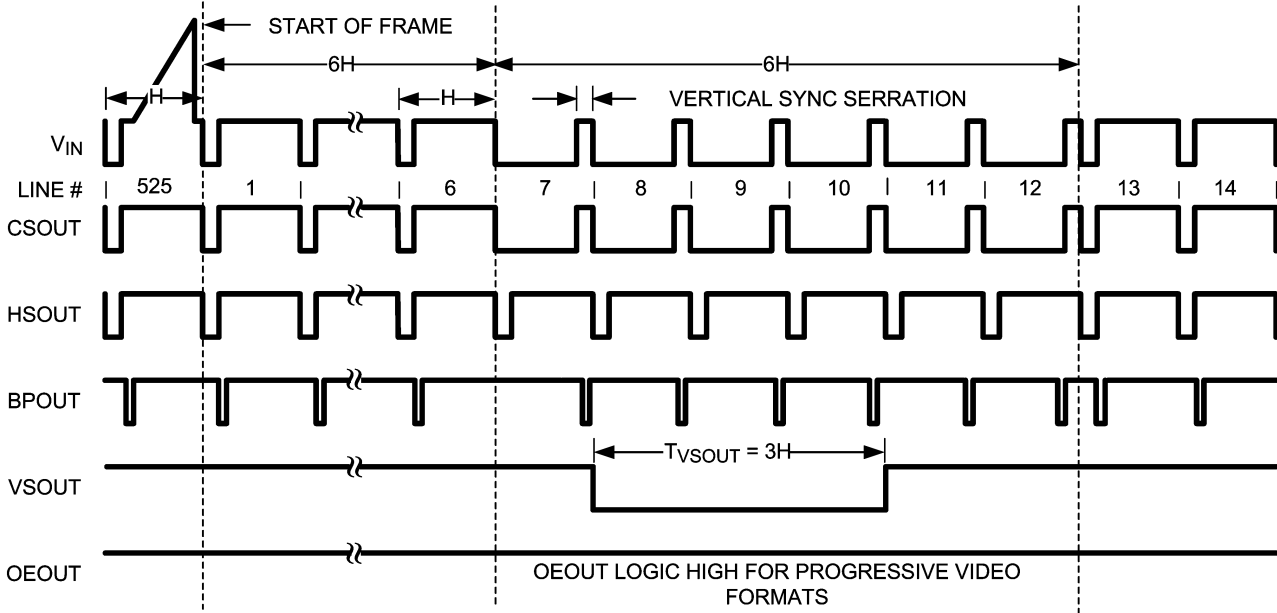 START OF FRAME
6H
6H
H
H
VERTICAL SYNC SERRATION
VIN
LINE # 525 1 6 7 8 9 10 11 12 13 14
CSOUT
HSOUT
BPOUT
TVSOUT = 3H
VSOUT
OEOUT
OEOUT LOGIC HIGH FOR PROGRESSIVE VIDEO
FORMATS